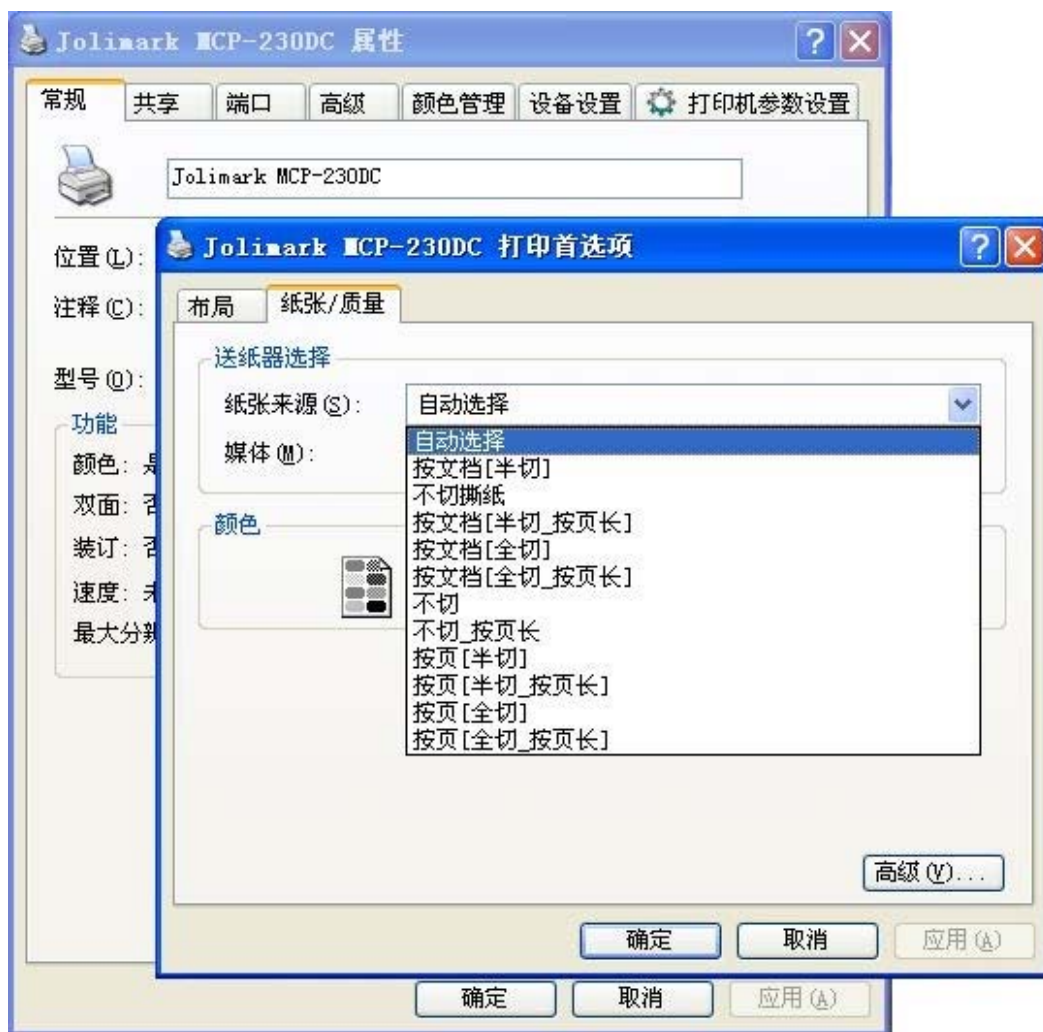 Jolimark MCP-230DC 属性
常规 共享 端口 高级 颜色管理 设备设置 打印机参数设置
Jolimark MCP-230DC
位置(L):
注释(C):
型号(O):
功能
颜色: 是
双面: 否
装订: 否
速度: 未
最大分辨
Jolimark MCP-230DC 打印首选项
布局 纸张/质量
送纸器选择
纸张来源(S): 自动选择
媒体(M):
自动选择
按文档[半切]
不切撕纸
按文档[半切_按页长]
按文档[全切]
按文档[全切_按页长]
不切
不切_按页长
按页[半切]
按页[半切_按页长]
按页[全切]
按页[全切_按页长]
颜色
高级(V)...
确定 取消 应用(A)
确定 取消 应用(A)